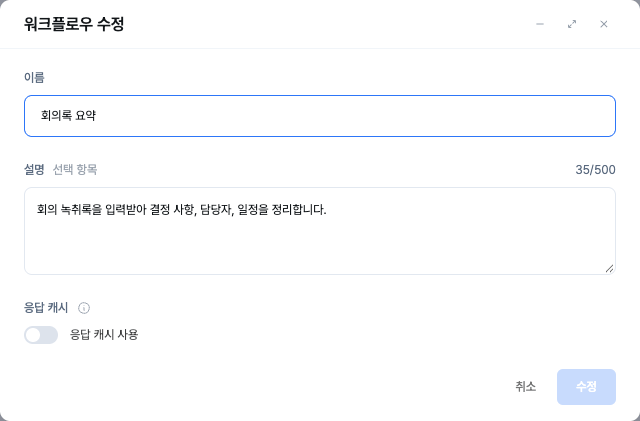 워크플로우 수정
이름
회의록 요약
설명 선택 항목 35/500
회의 녹취록을 입력받아 결정 사항, 담당자, 일정을 정리합니다.
응답 캐시
응답 캐시 사용
취소 수정